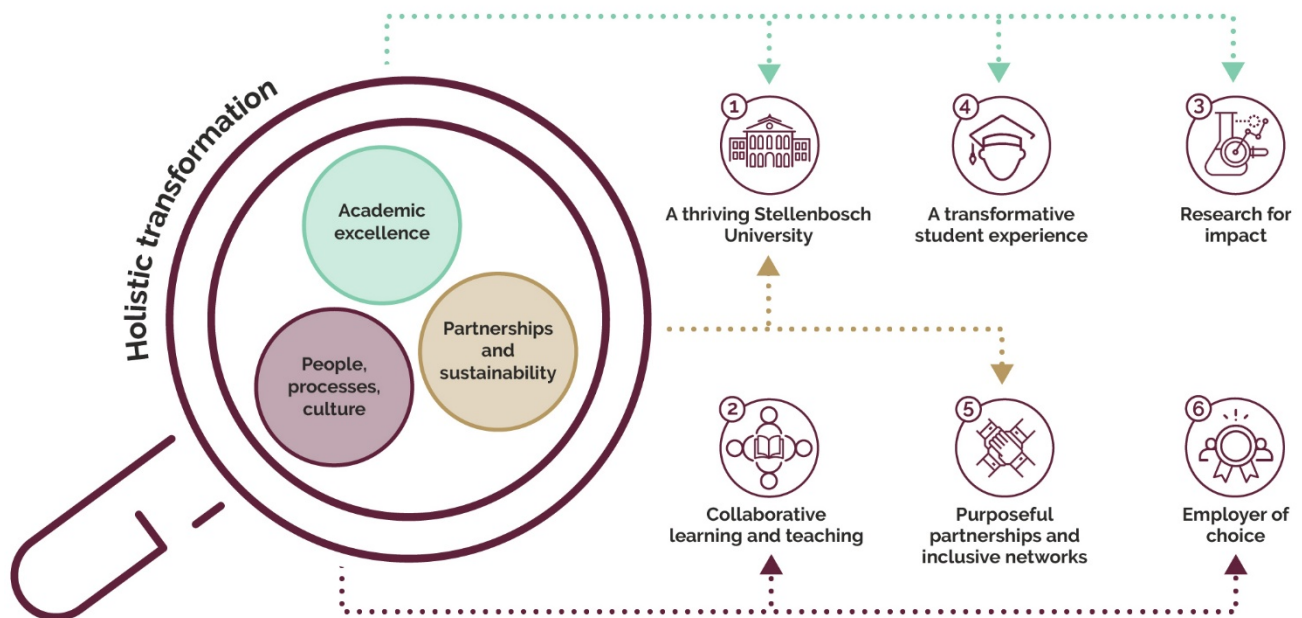 Holistic transformation
Academic
excellence
Partnerships
and
sustainability
People,
processes,
culture
1
A thriving Stellenbosch
University
4
A transformative
student experience
3
Research for
impact
2
Collaborative
learning and teaching
5
Purposeful
partnerships and
inclusive networks
6
Employer of
choice